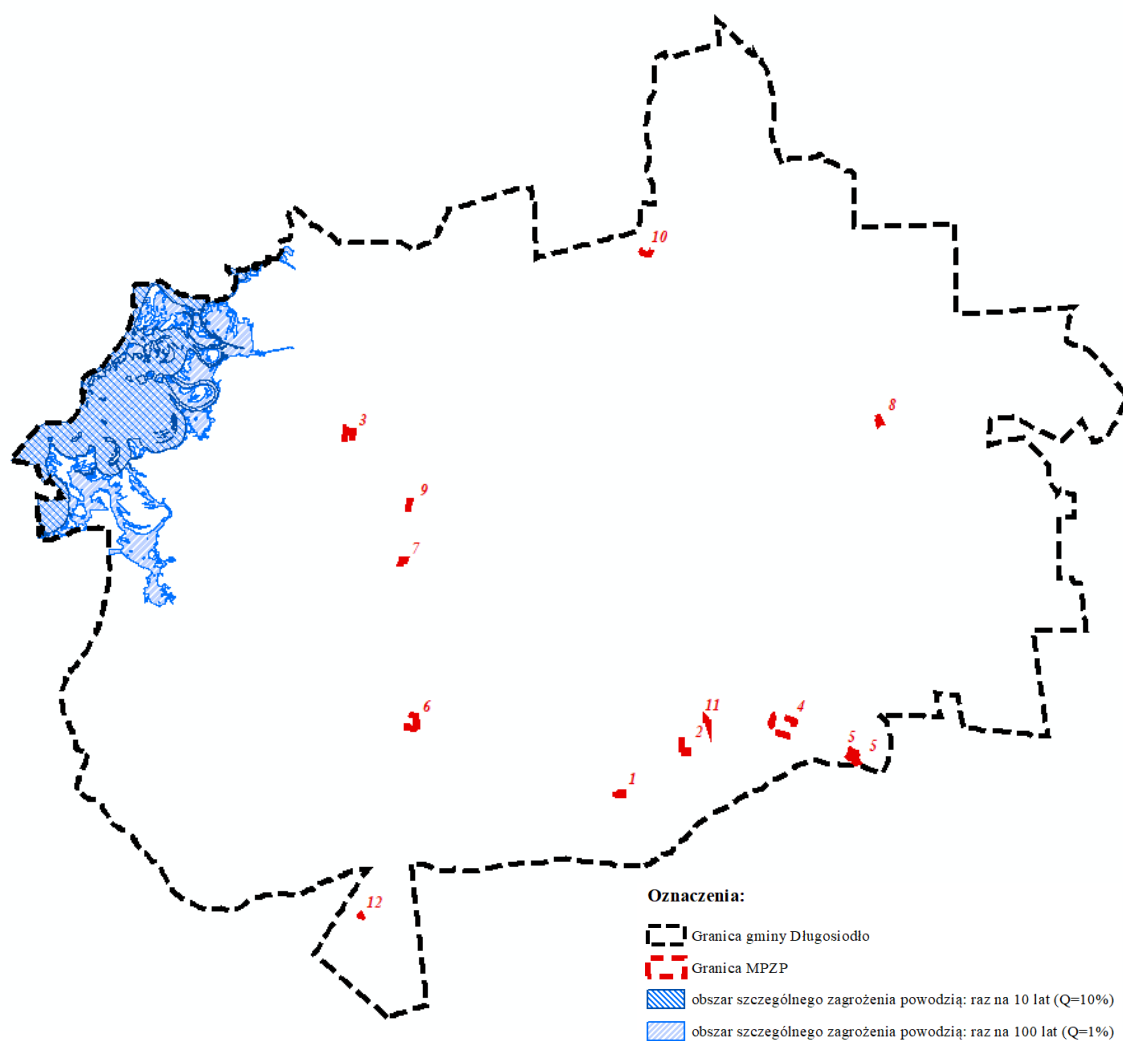 10
3
8
9
7
6
11
4
2
5
5
1
12
Oznaczenia:
Granica gminy Długosiodło
Granica MPZP
obszar szczególnego zagrożenia powodzią: raz na 10 lat (Q=10%)
obszar szczególnego zagrożenia powodzią: raz na 100 lat (Q=1%)